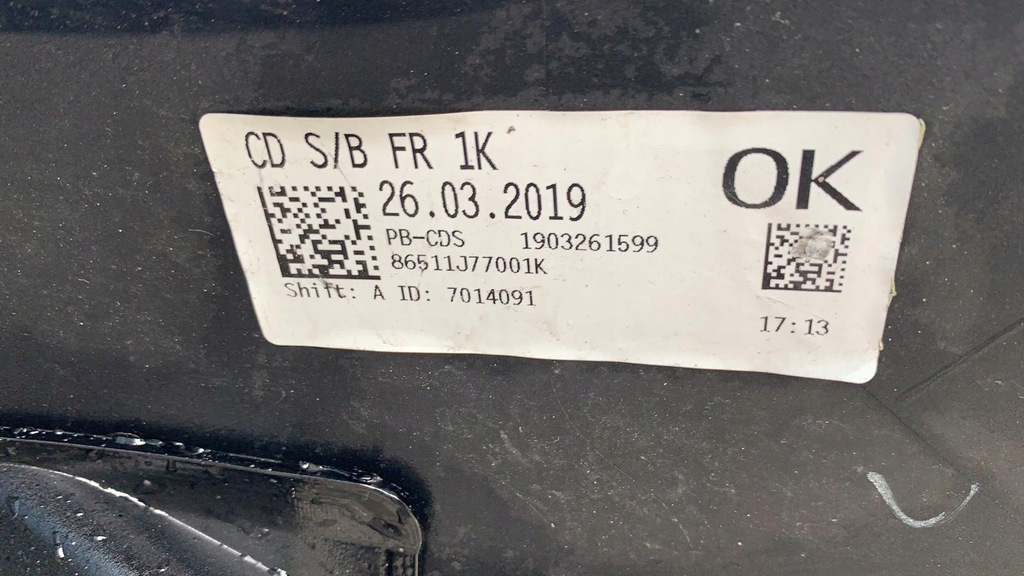 CD S/B FR 1K
OK
26.03.2019
PB-CDS 1903261599
86511J77001K
Shift: A ID: 7014091
17:13